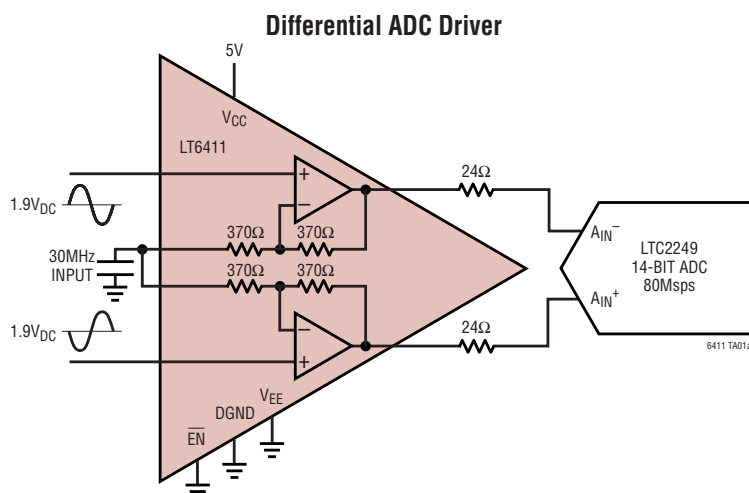 Differential ADC Driver
5V
VCC
LT6411
24Ω
+
−
1.9VDC
AIN−
370Ω 370Ω
30MHz
INPUT
LTC2249
14-BIT ADC
80Msps
370Ω 370Ω
AIN+
1.9VDC
−
+
24Ω
6411 TA01a
VEE
DGND
EN